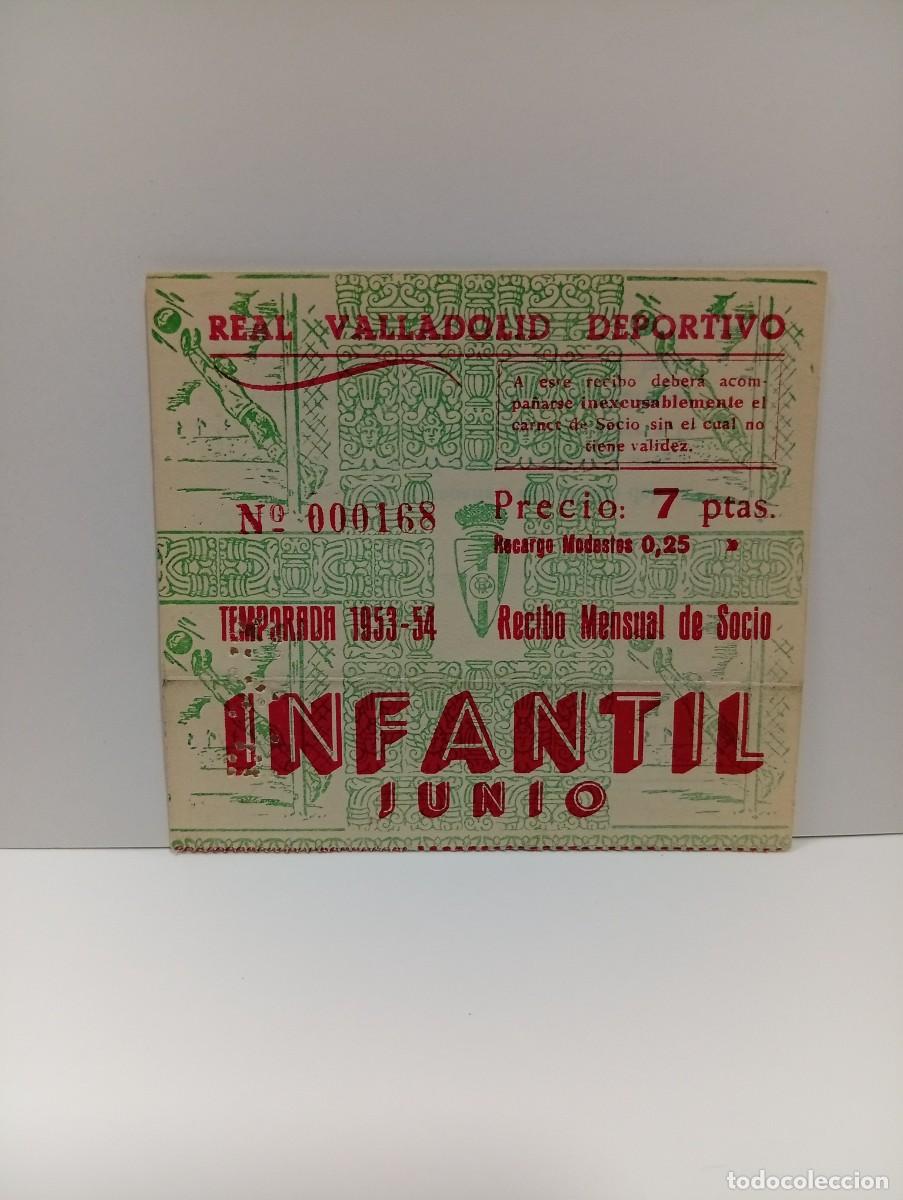 REAL VALLADOLID DEPORTIVO
A este recibo deberá acom-
pañarse inexcusablemente el
carnet de Socio sin el cual no
tiene validez.
Nº 000168
Precio: 7 ptas.
Recargo Modestos 0,25 »
TEMPORADA 1953-54
Recibo Mensual de Socio
INFANTIL
JUNIO
todocoleccion